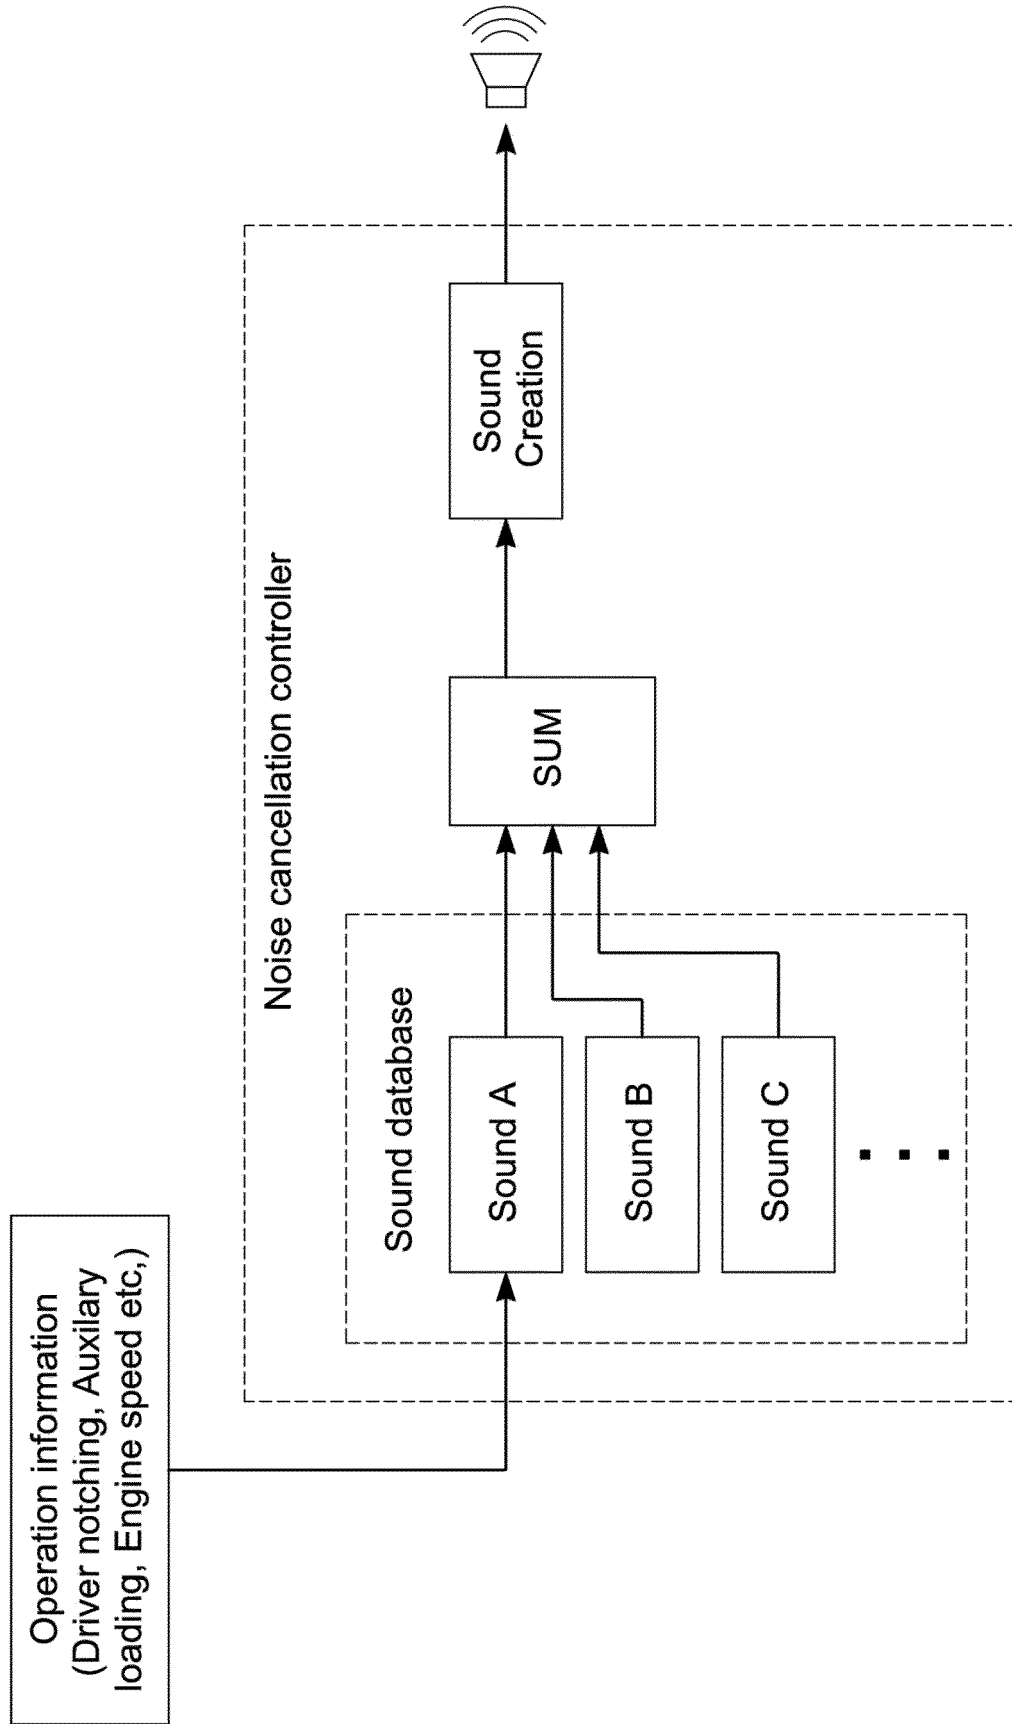 Operation information
(Driver notching, Auxilary
loading, Engine speed etc,)
Noise cancellation controller
Sound database
Sound A
Sound B
Sound C
SUM
Sound
Creation